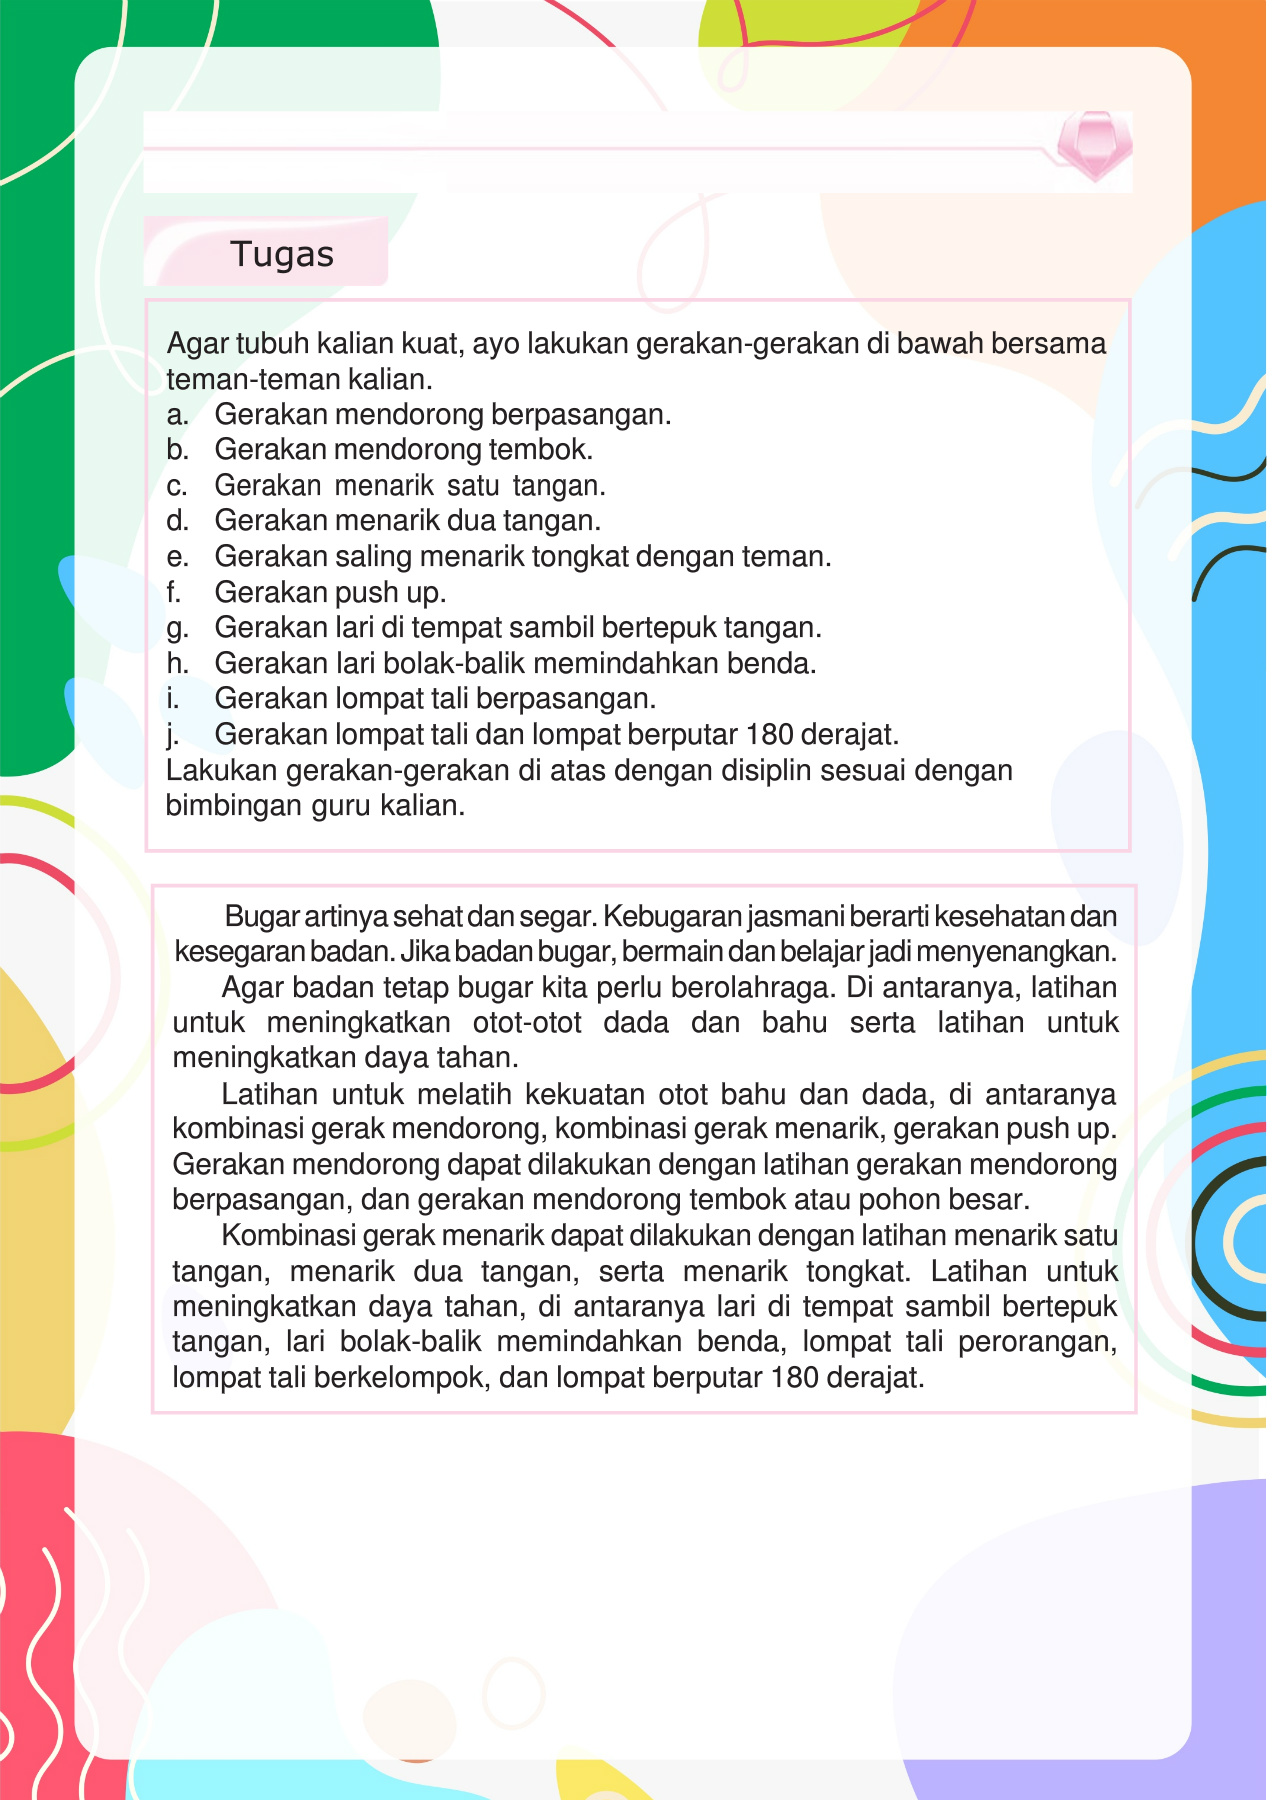 Tugas
Agar tubuh kalian kuat, ayo lakukan gerakan-gerakan di bawah bersama
teman-teman kalian.
a. Gerakan mendorong berpasangan.
b. Gerakan mendorong tembok.
c. Gerakan menarik satu tangan.
d. Gerakan menarik dua tangan.
e. Gerakan saling menarik tongkat dengan teman.
f. Gerakan push up.
g. Gerakan lari di tempat sambil bertepuk tangan.
h. Gerakan lari bolak-balik memindahkan benda.
i. Gerakan lompat tali berpasangan.
j. Gerakan lompat tali dan lompat berputar 180 derajat.
Lakukan gerakan-gerakan di atas dengan disiplin sesuai dengan
bimbingan guru kalian.
Bugar artinya sehat dan segar. Kebugaran jasmani berarti kesehatan dan
kesegaran badan. Jika badan bugar, bermain dan belajar jadi menyenangkan.
Agar badan tetap bugar kita perlu berolahraga. Di antaranya, latihan
untuk meningkatkan otot-otot dada dan bahu serta latihan untuk
meningkatkan daya tahan.
Latihan untuk melatih kekuatan otot bahu dan dada, di antaranya
kombinasi gerak mendorong, kombinasi gerak menarik, gerakan push up.
Gerakan mendorong dapat dilakukan dengan latihan gerakan mendorong
berpasangan, dan gerakan mendorong tembok atau pohon besar.
Kombinasi gerak menarik dapat dilakukan dengan latihan menarik satu
tangan, menarik dua tangan, serta menarik tongkat. Latihan untuk
meningkatkan daya tahan, di antaranya lari di tempat sambil bertepuk
tangan, lari bolak-balik memindahkan benda, lompat tali perorangan,
lompat tali berkelompok, dan lompat berputar 180 derajat.